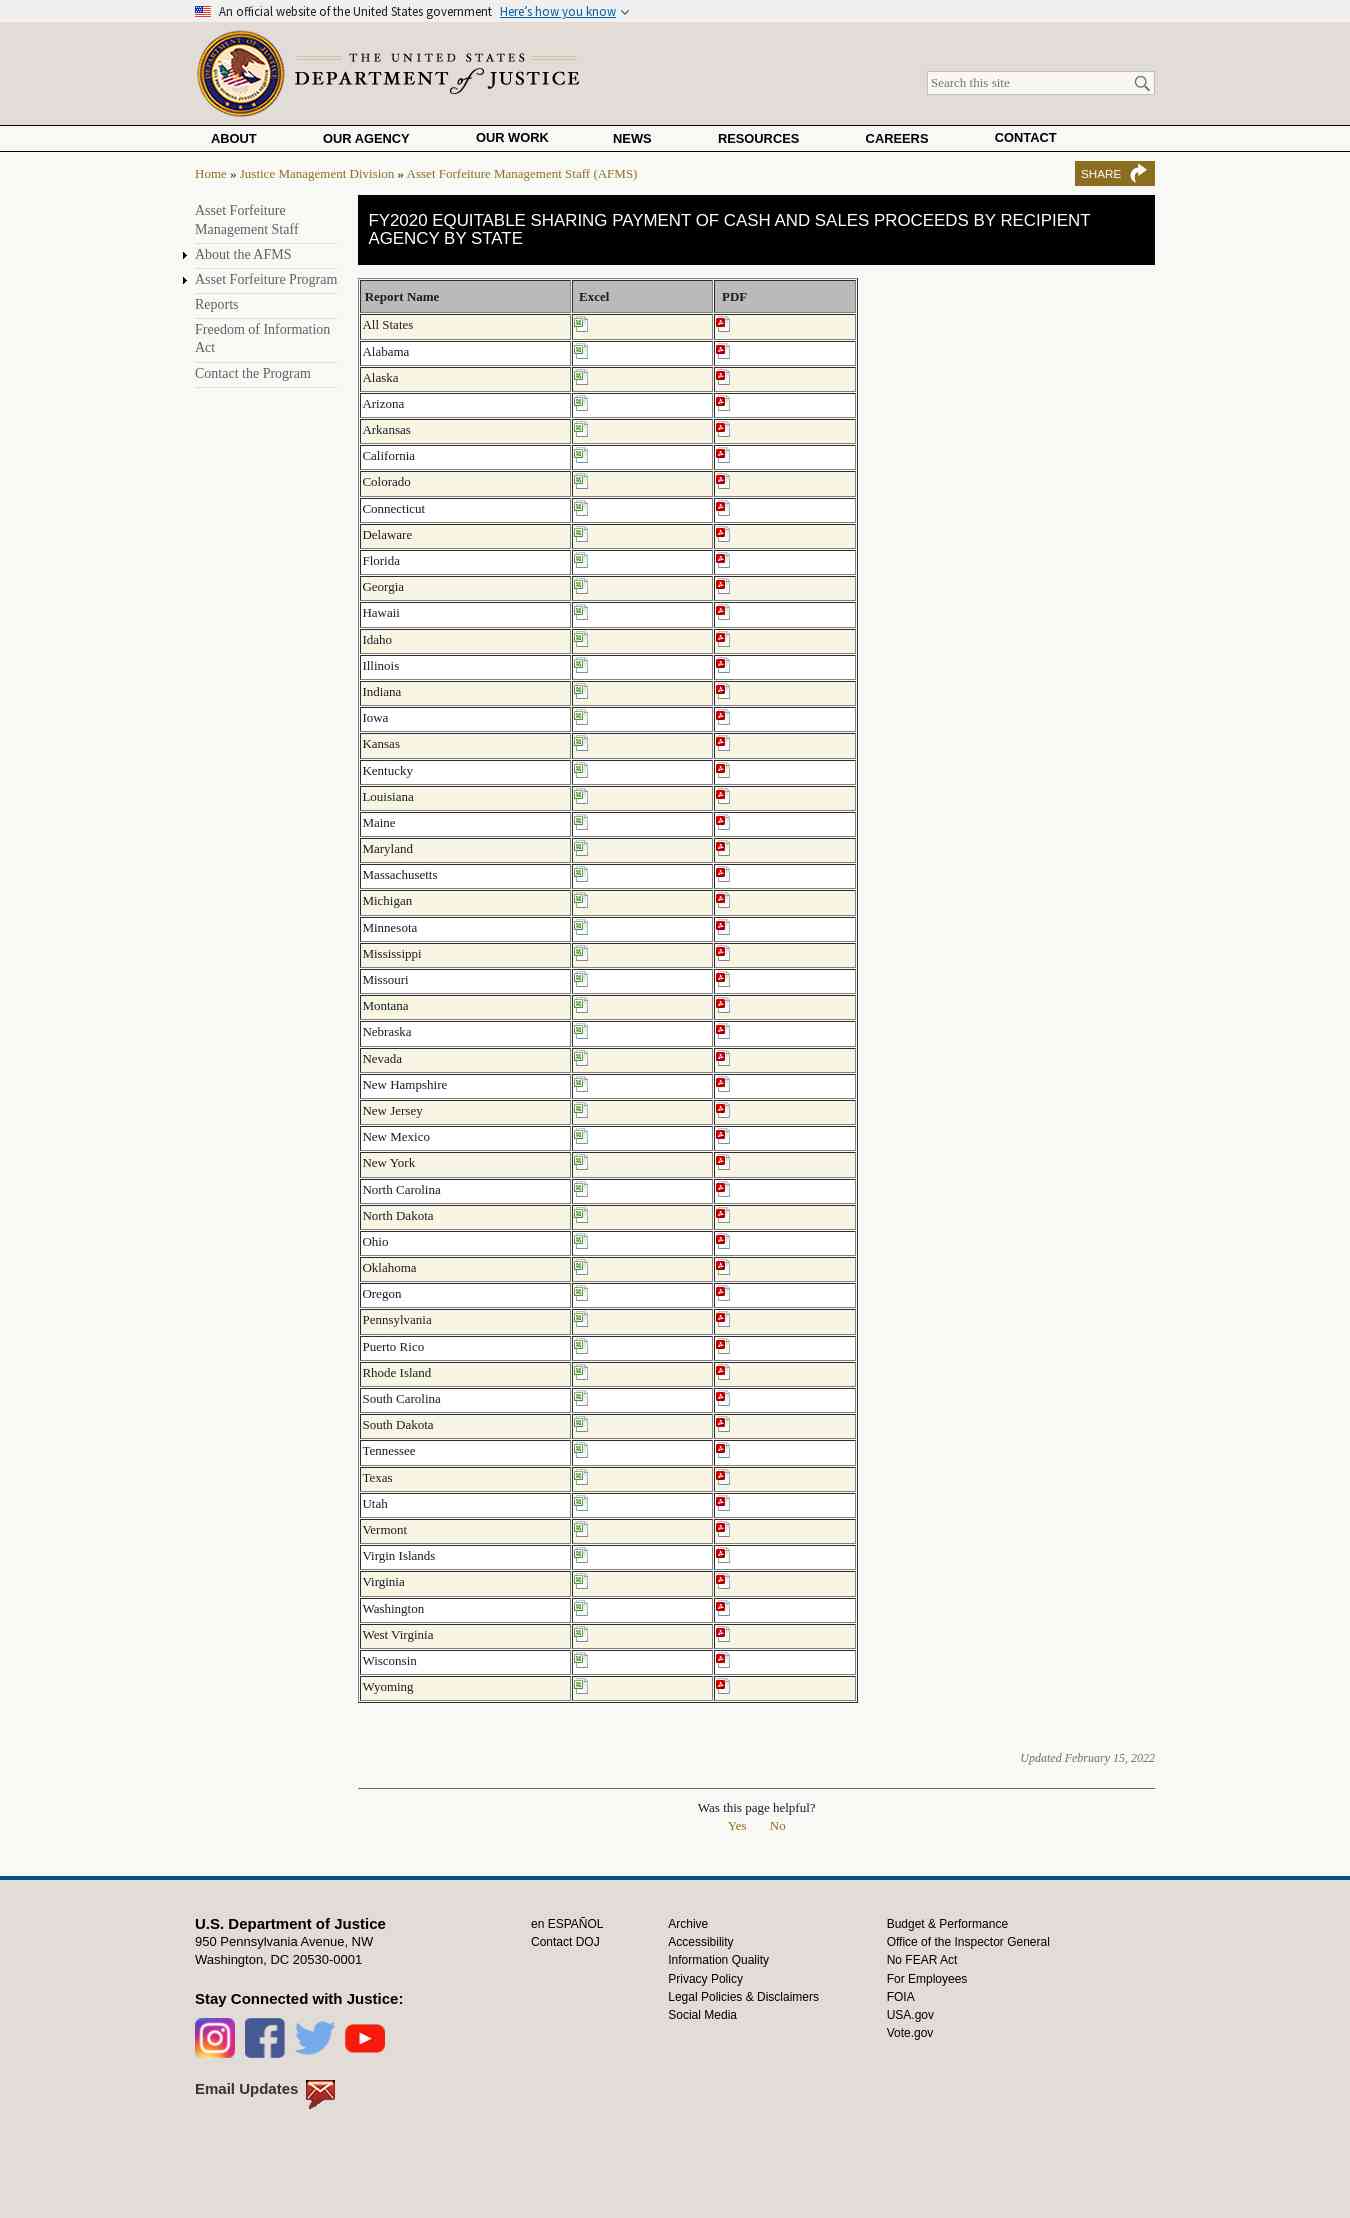 An official website of the United States government Here's how you know
THE UNITED STATES
DEPARTMENT of JUSTICE
Search this site
ABOUT OUR AGENCY OUR WORK NEWS RESOURCES CAREERS CONTACT
Home » Justice Management Division » Asset Forfeiture Management Staff (AFMS)
SHARE
Asset Forfeiture
Management Staff
About the AFMS
Asset Forfeiture Program
Reports
Freedom of Information
Act
Contact the Program
FY2020 EQUITABLE SHARING PAYMENT OF CASH AND SALES PROCEEDS BY RECIPIENT
AGENCY BY STATE
Report Name Excel PDF
All States
Alabama
Alaska
Arizona
Arkansas
California
Colorado
Connecticut
Delaware
Florida
Georgia
Hawaii
Idaho
Illinois
Indiana
Iowa
Kansas
Kentucky
Louisiana
Maine
Maryland
Massachusetts
Michigan
Minnesota
Mississippi
Missouri
Montana
Nebraska
Nevada
New Hampshire
New Jersey
New Mexico
New York
North Carolina
North Dakota
Ohio
Oklahoma
Oregon
Pennsylvania
Puerto Rico
Rhode Island
South Carolina
South Dakota
Tennessee
Texas
Utah
Vermont
Virgin Islands
Virginia
Washington
West Virginia
Wisconsin
Wyoming
Updated February 15, 2022
Was this page helpful?
Yes No
U.S. Department of Justice
950 Pennsylvania Avenue, NW
Washington, DC 20530-0001
Stay Connected with Justice:
Email Updates
en ESPAÑOL
Contact DOJ
Archive
Accessibility
Information Quality
Privacy Policy
Legal Policies & Disclaimers
Social Media
Budget & Performance
Office of the Inspector General
No FEAR Act
For Employees
FOIA
USA.gov
Vote.gov